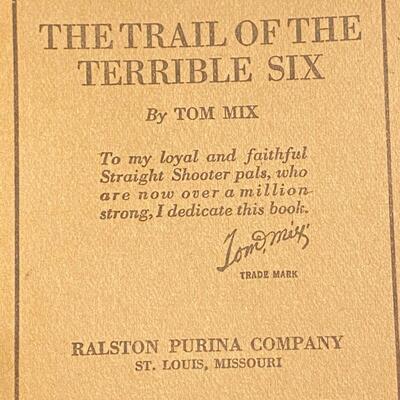 THE TRAIL OF THE
TERRIBLE SIX
By TOM MIX
To my loyal and faithful
Straight Shooter pals, who
are now over a million
strong, I dedicate this book.
Tom Mix
TRADE MARK
RALSTON PURINA COMPANY
ST. LOUIS, MISSOURI